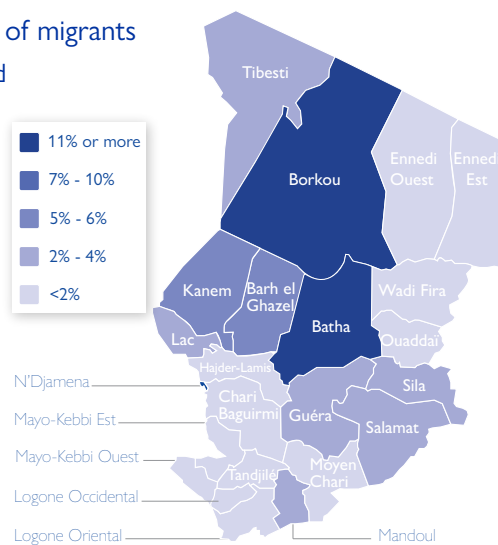 of migrants
d
11% or more
7% - 10%
5% - 6%
2% - 4%
<2%
Tibesti
Borkou
Ennedi
Ouest
Ennedi
Est
Kanem
Barh el
Ghazel
Batha
Wadi Fira
Lac
Ouaddaï
Hajder-Lamis
N'Djamena
Chari
Baguirmi
Guéra
Sila
Salamat
Mayo-Kebbi Est
Mayo-Kebbi Ouest
Tandjilé
Moyen
Chari
Logone Occidental
Logone Oriental
Mandoul